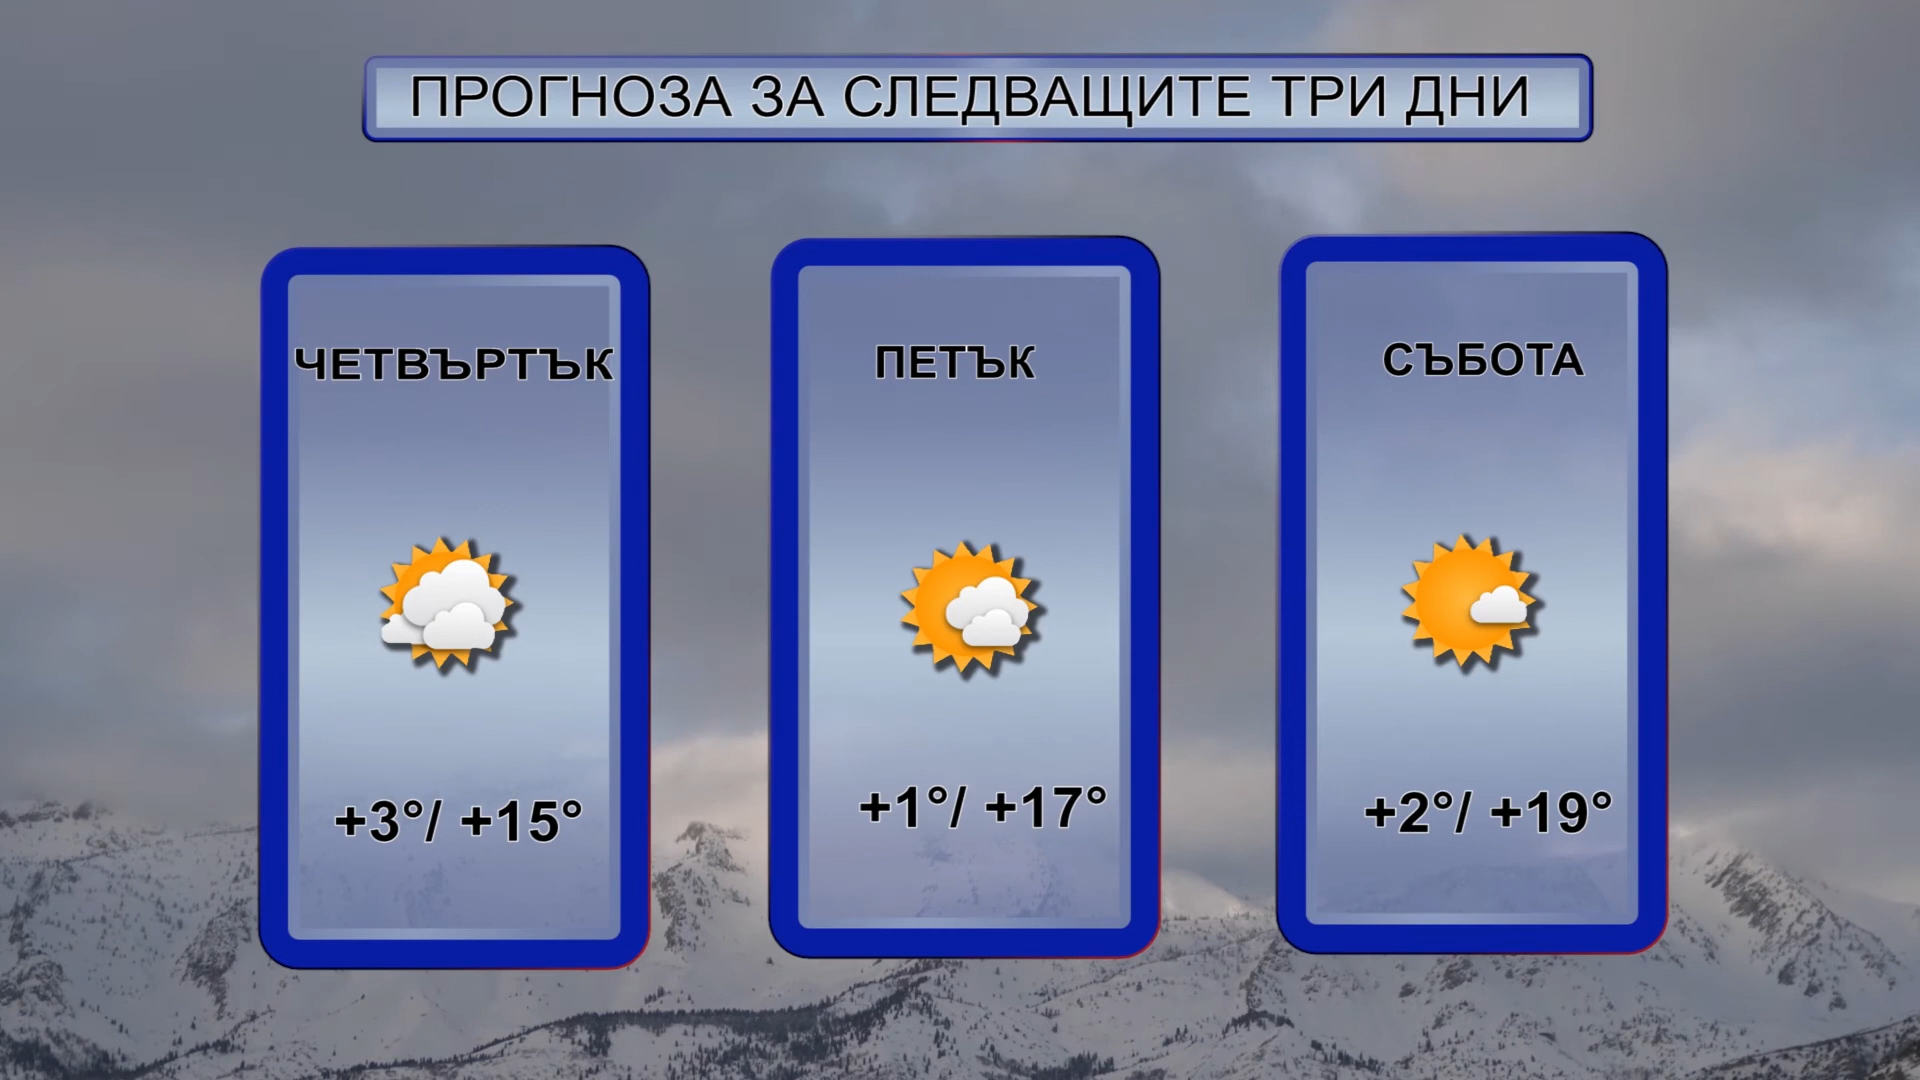 ПРОГНОЗА ЗА СЛЕДВАЩИТЕ ТРИ ДНИ
ЧЕТВЪРТЪК
+3°/ +15°
ПЕТЪК
+1°/ +17°
СЪБОТА
+2°/ +19°